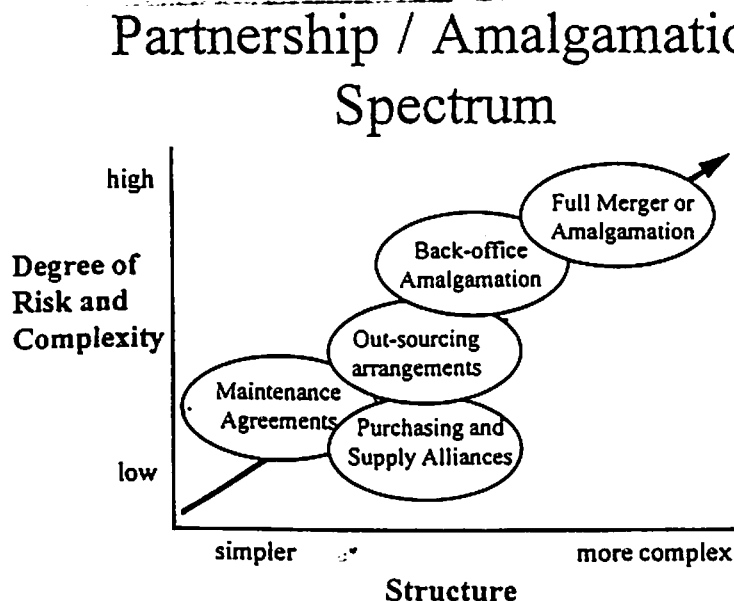 Partnership / Amalgamatio
Spectrum
high
Full Merger or
Amalgamation
Back-office
Amalgamation
Degree of
Risk and
Complexity
Out-sourcing
arrangements
Maintenance
Agreements
Purchasing and
Supply Alliances
low
simpler
more complex
Structure